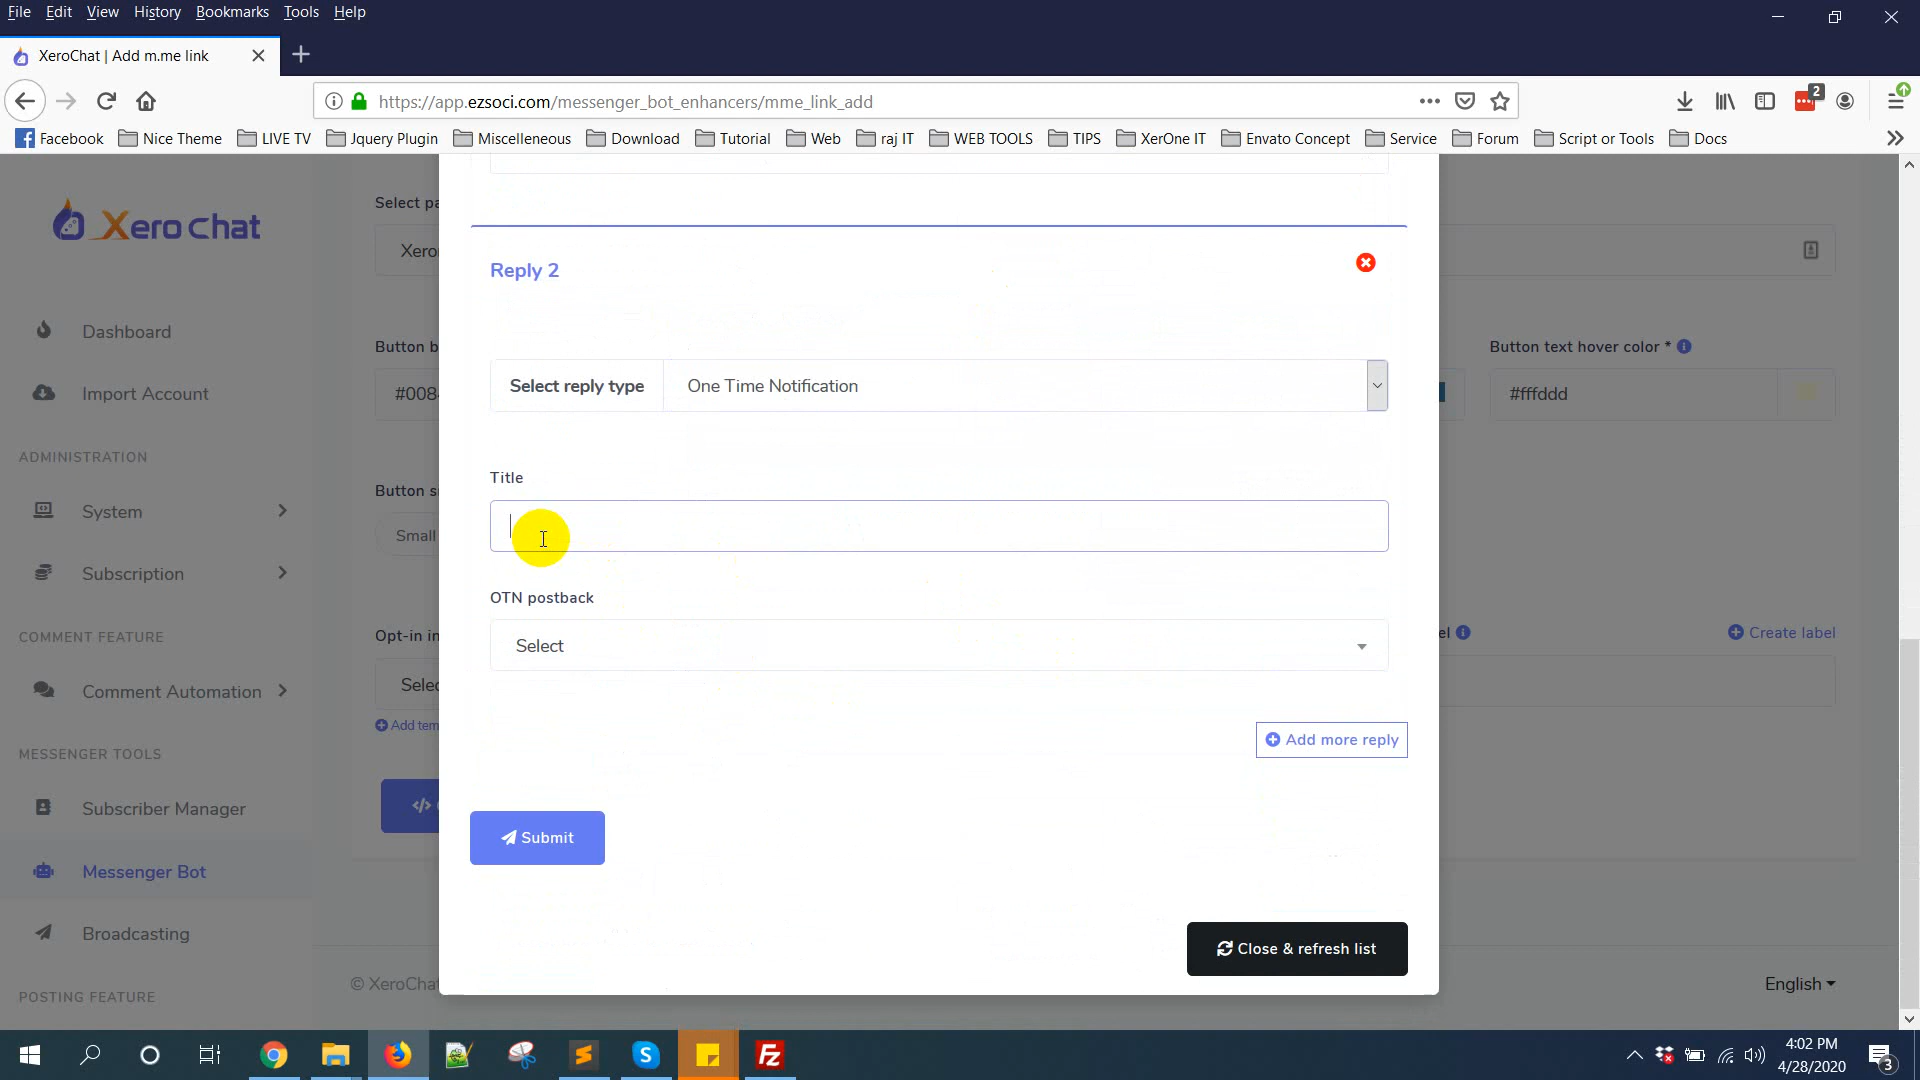 File Edit View History Bookmarks Tools Help
XeroChat | Add m.me link
https://app.ezsoci.com/messenger_bot_enhancers/mme_link_add
2
Facebook Nice Theme LIVE TV Jquery Plugin Miscelleneous Download Tutorial Web raj IT WEB TOOLS TIPS XerOne IT Envato Concept Service Forum Script or Tools Docs
Xero Chat
Dashboard
Import Account
ADMINISTRATION
System
Subscription
COMMENT FEATURE
Comment Automation
MESSENGER TOOLS
Subscriber Manager
Messenger Bot
Broadcasting
POSTING FEATURE
Select pa
Xero
Button b
#0084
Button s
Small
Opt-in in
Selec
Add tem
© XeroChat
Reply 2
Select reply type One Time Notification
Title
OTN postback
Select
Add more reply
Submit
Close & refresh list
Button text hover color *
#fffddd
el
Create label
English
4:02 PM
4/28/2020
3